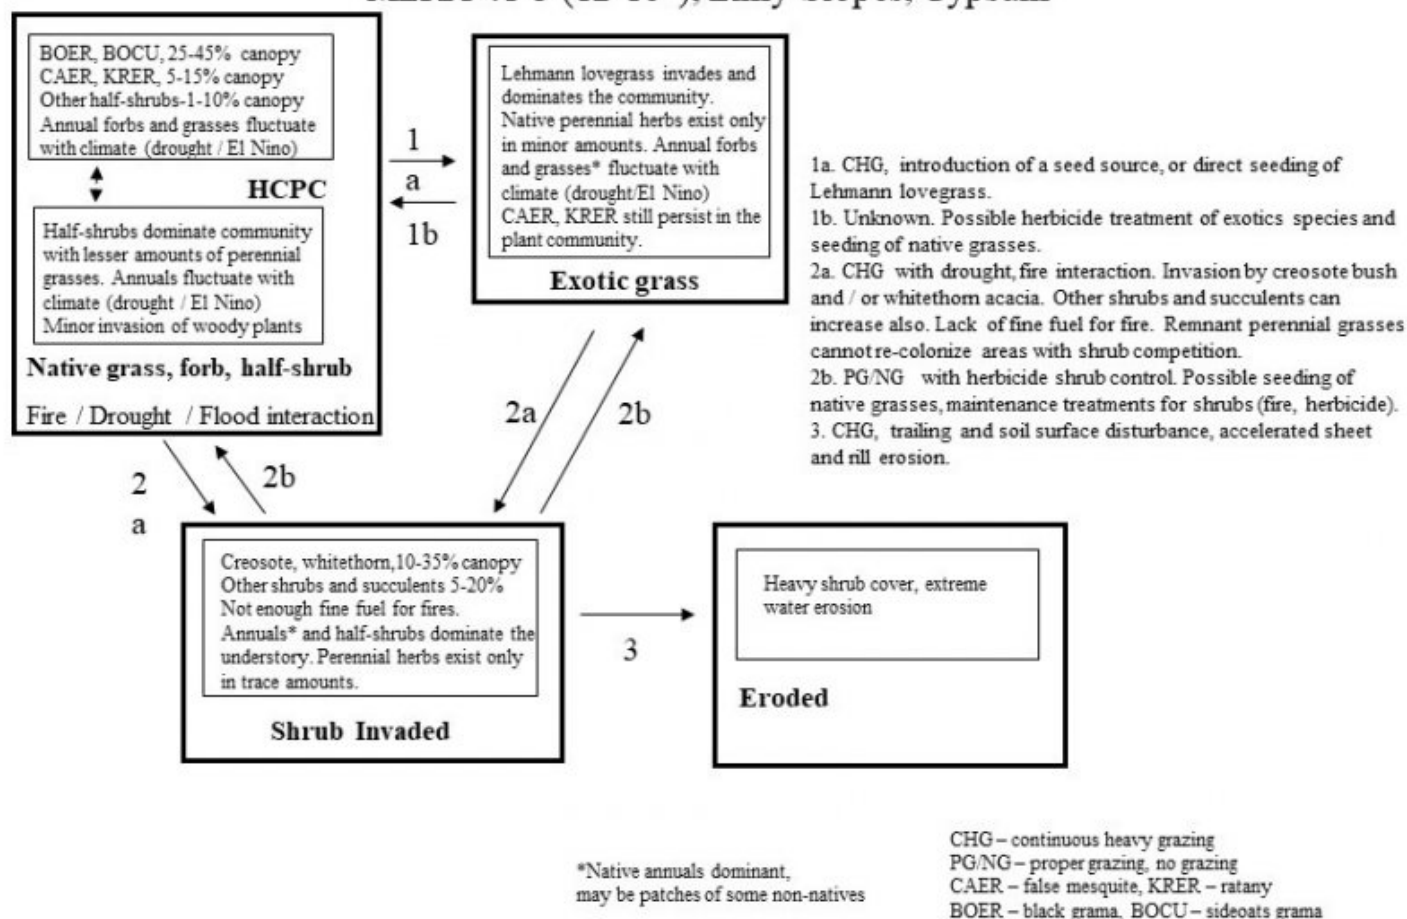 BOER, BOCU, 25-45% canopy
CAER, KRER, 5-15% canopy
Other half-shrubs-1-10% canopy
Annual forbs and grasses fluctuate
with climate (drought / El Nino)
HCPC
Half-shrubs dominate community
with lesser amounts of perennial
grasses. Annuals fluctuate with
climate (drought / El Nino)
Minor invasion of woody plants
Native grass, forb, half-shrub
Fire / Drought / Flood interaction
1
a
1b
Lehmann lovegrass invades and
dominates the community.
Native perennial herbs exist only
in minor amounts. Annual forbs
and grasses* fluctuate with
climate (drought/El Nino)
CAER, KRER still persist in the
plant community.
Exotic grass
1a. CHG, introduction of a seed source, or direct seeding of
Lehmann lovegrass.
1b. Unknown. Possible herbicide treatment of exotics species and
seeding of native grasses.
2a. CHG with drought, fire interaction. Invasion by creosote bush
and / or whitethorn acacia. Other shrubs and succulents can
increase also. Lack of fine fuel for fire. Remnant perennial grasses
cannot re-colonize areas with shrub competition.
2b. PG/NG with herbicide shrub control. Possible seeding of
native grasses, maintenance treatments for shrubs (fire, herbicide).
3. CHG, trailing and soil surface disturbance, accelerated sheet
and rill erosion.
2a
2b
2
a
2b
Creosote, whitethorn,10-35% canopy
Other shrubs and succulents 5-20%
Not enough fine fuel for fires.
Annuals* and half-shrubs dominate the
understory. Perennial herbs exist only
in trace amounts.
Shrub Invaded
3
Heavy shrub cover, extreme
water erosion
Eroded
*Native annuals dominant,
may be patches of some non-natives
CHG – continuous heavy grazing
PG/NG – proper grazing, no grazing
CAER – false mesquite, KRER – ratany
BOER – black grama, BOCU – sideoats grama